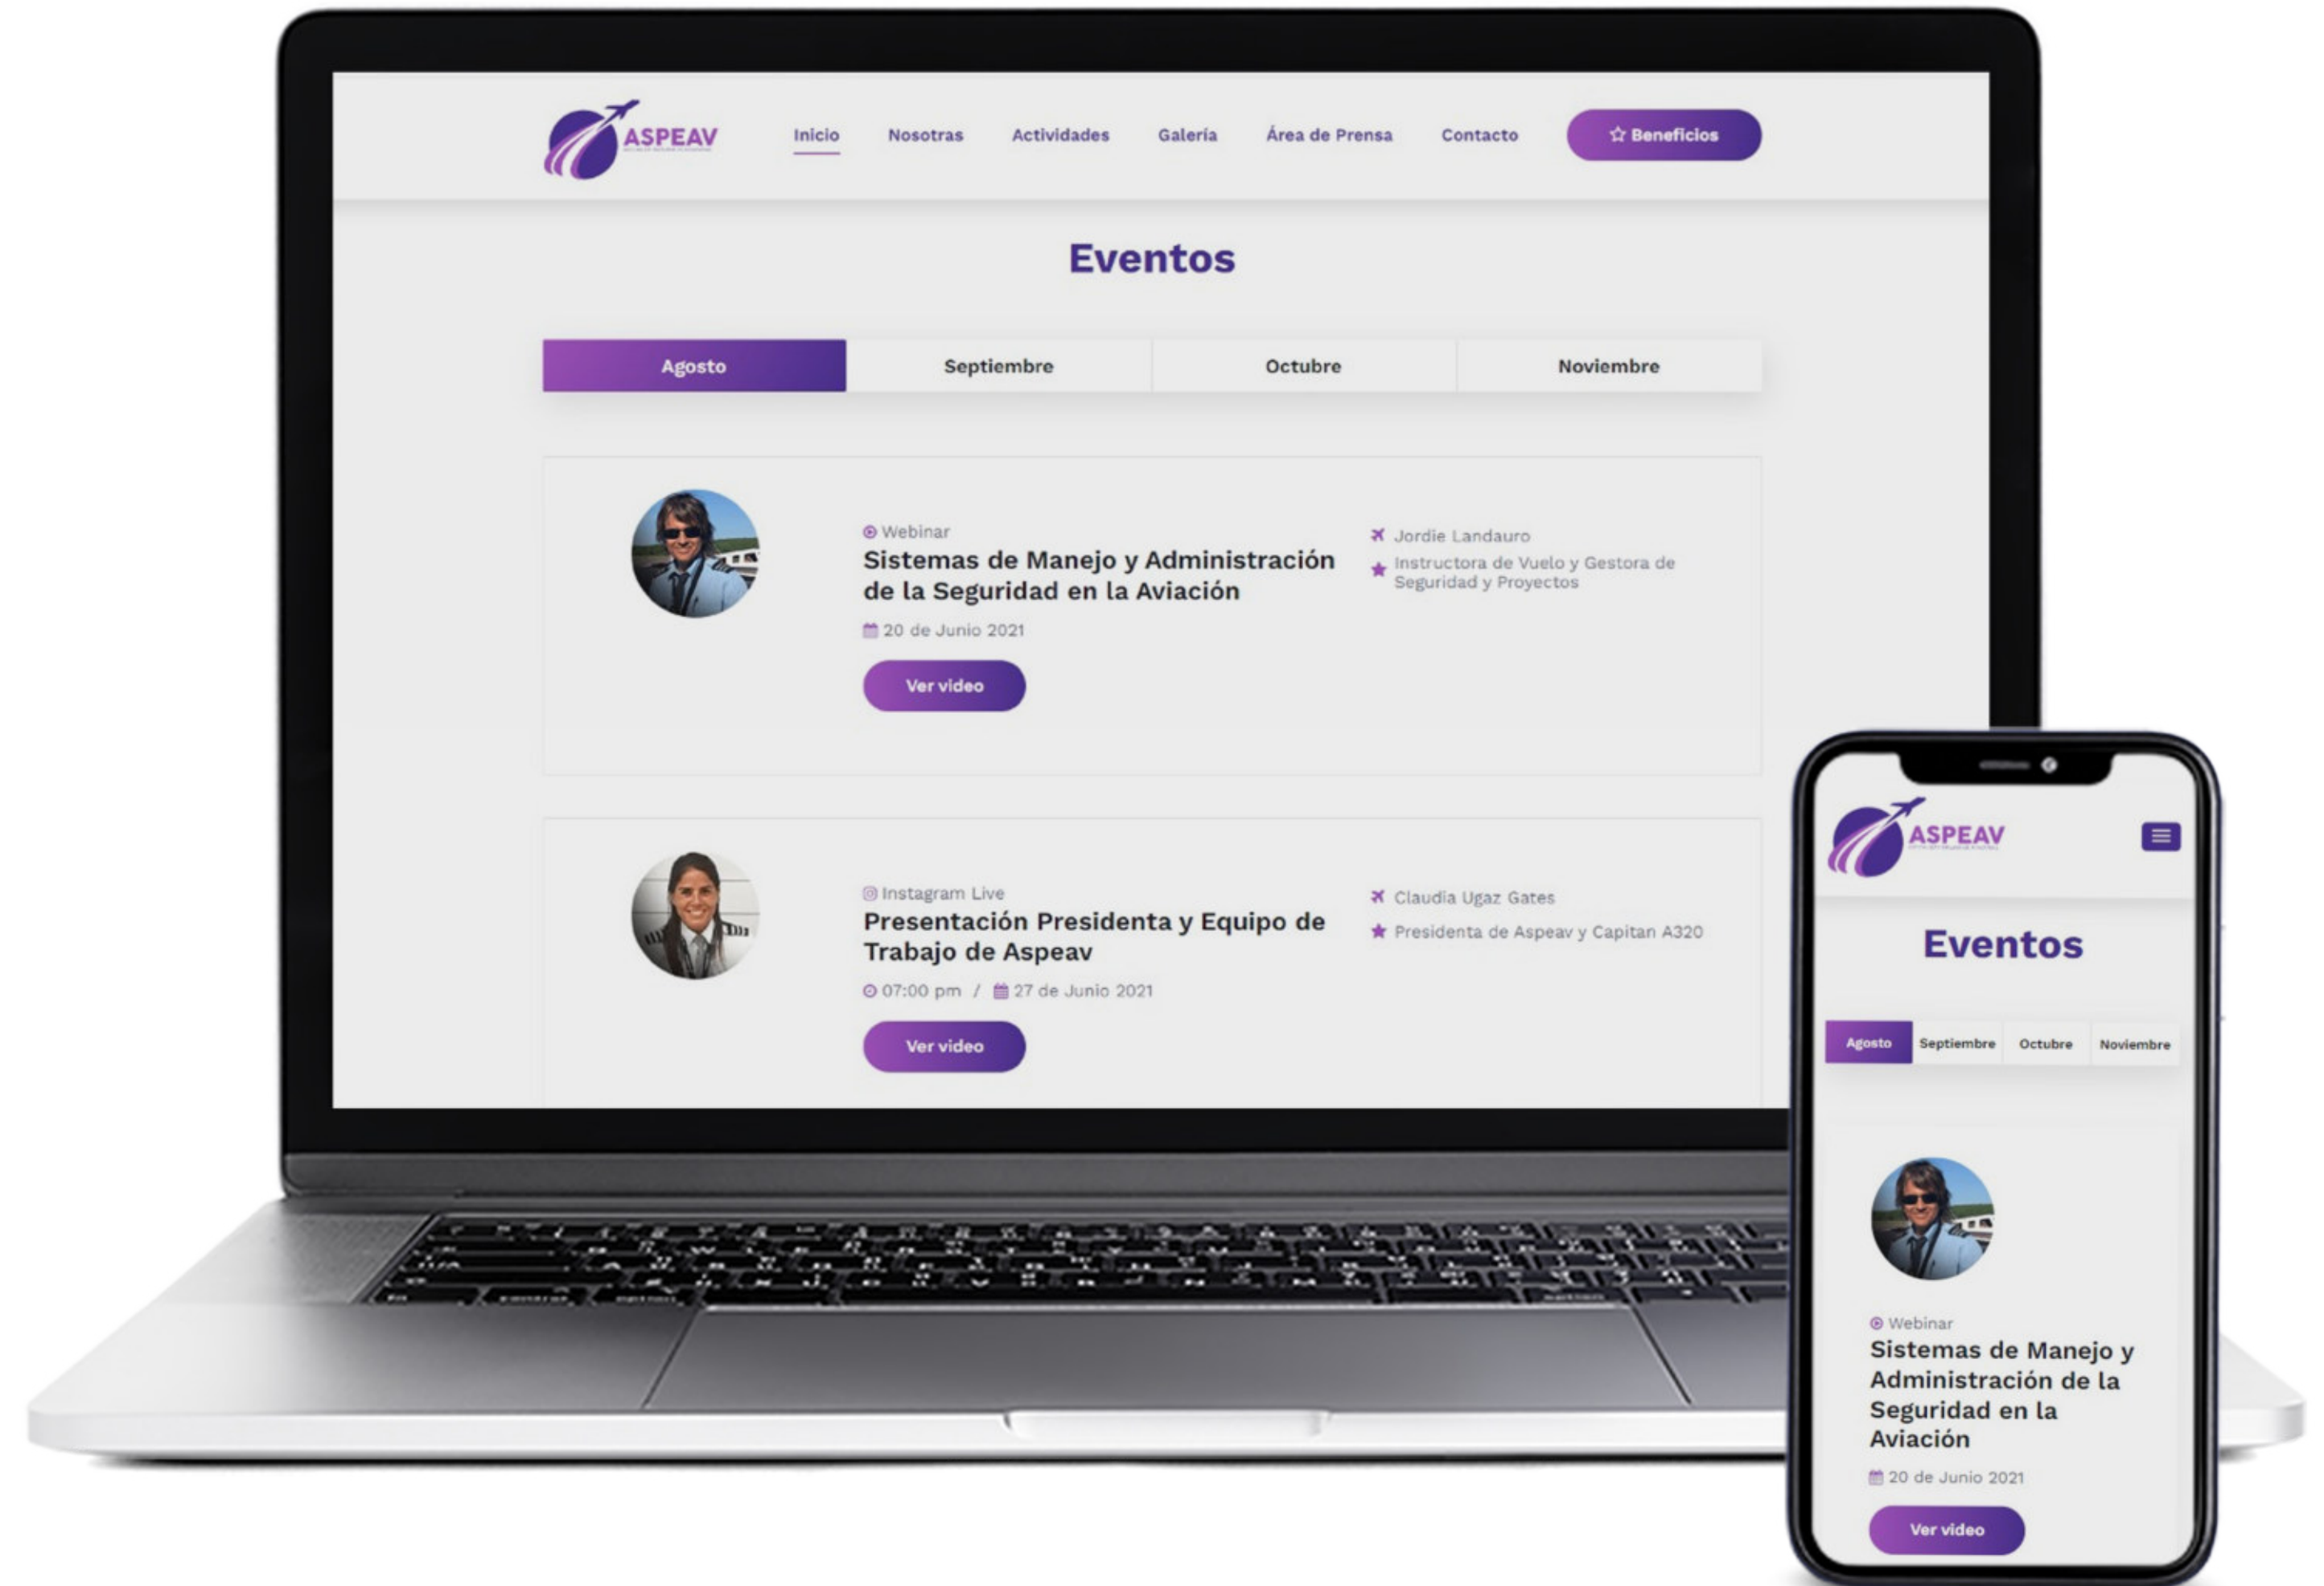 ASPEAV
Inicio
Nosotras
Actividades
Galería
Área de Prensa
Contacto
Beneficios
Eventos
Agosto
Septiembre
Octubre
Noviembre
Webinar
Sistemas de Manejo y Administración
de la Seguridad en la Aviación
20 de Junio 2021
Ver video
Jordie Landauro
Instructora de Vuelo y Gestora de
Seguridad y Proyectos
Instagram Live
Presentación Presidenta y Equipo de
Trabajo de Aspeav
07:00 pm / 27 de Junio 2021
Ver video
Claudia Ugaz Gates
Presidenta de Aspeav y Capitan A320
ASPEAV
Eventos
Agosto
Septiembre
Octubre
Noviembre
Webinar
Sistemas de Manejo y
Administración de la
Seguridad en la
Aviación
20 de Junio 2021
Ver video